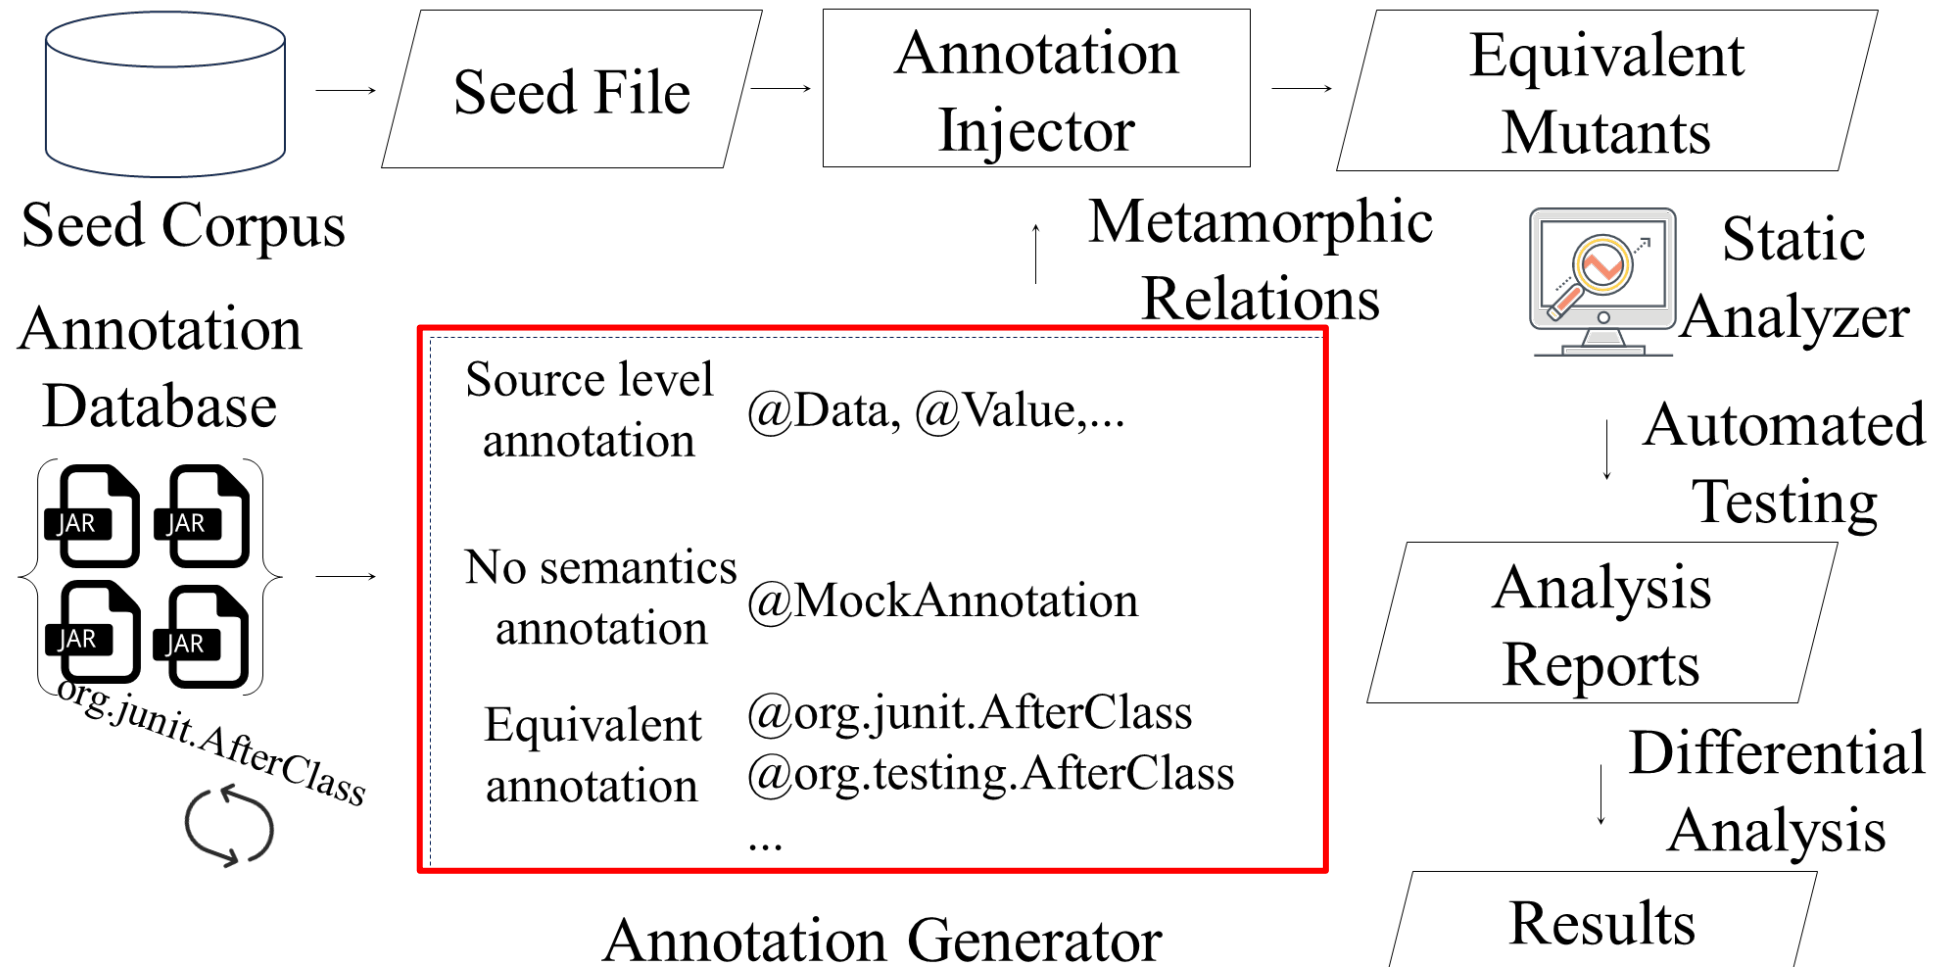 Seed File
Annotation
Injector
Equivalent
Mutants
Seed Corpus
Metamorphic
Relations
Static
Analyzer
Annotation
Database
JAR
JAR
JAR
JAR
org.junit.AfterClass
Source level
annotation
@Data, @Value,...
No semantics
annotation
@MockAnnotation
Equivalent
annotation
@org.junit.AfterClass
@org.testing.AfterClass
...
Annotation Generator
Automated
Testing
Analysis
Reports
Differential
Analysis
Results